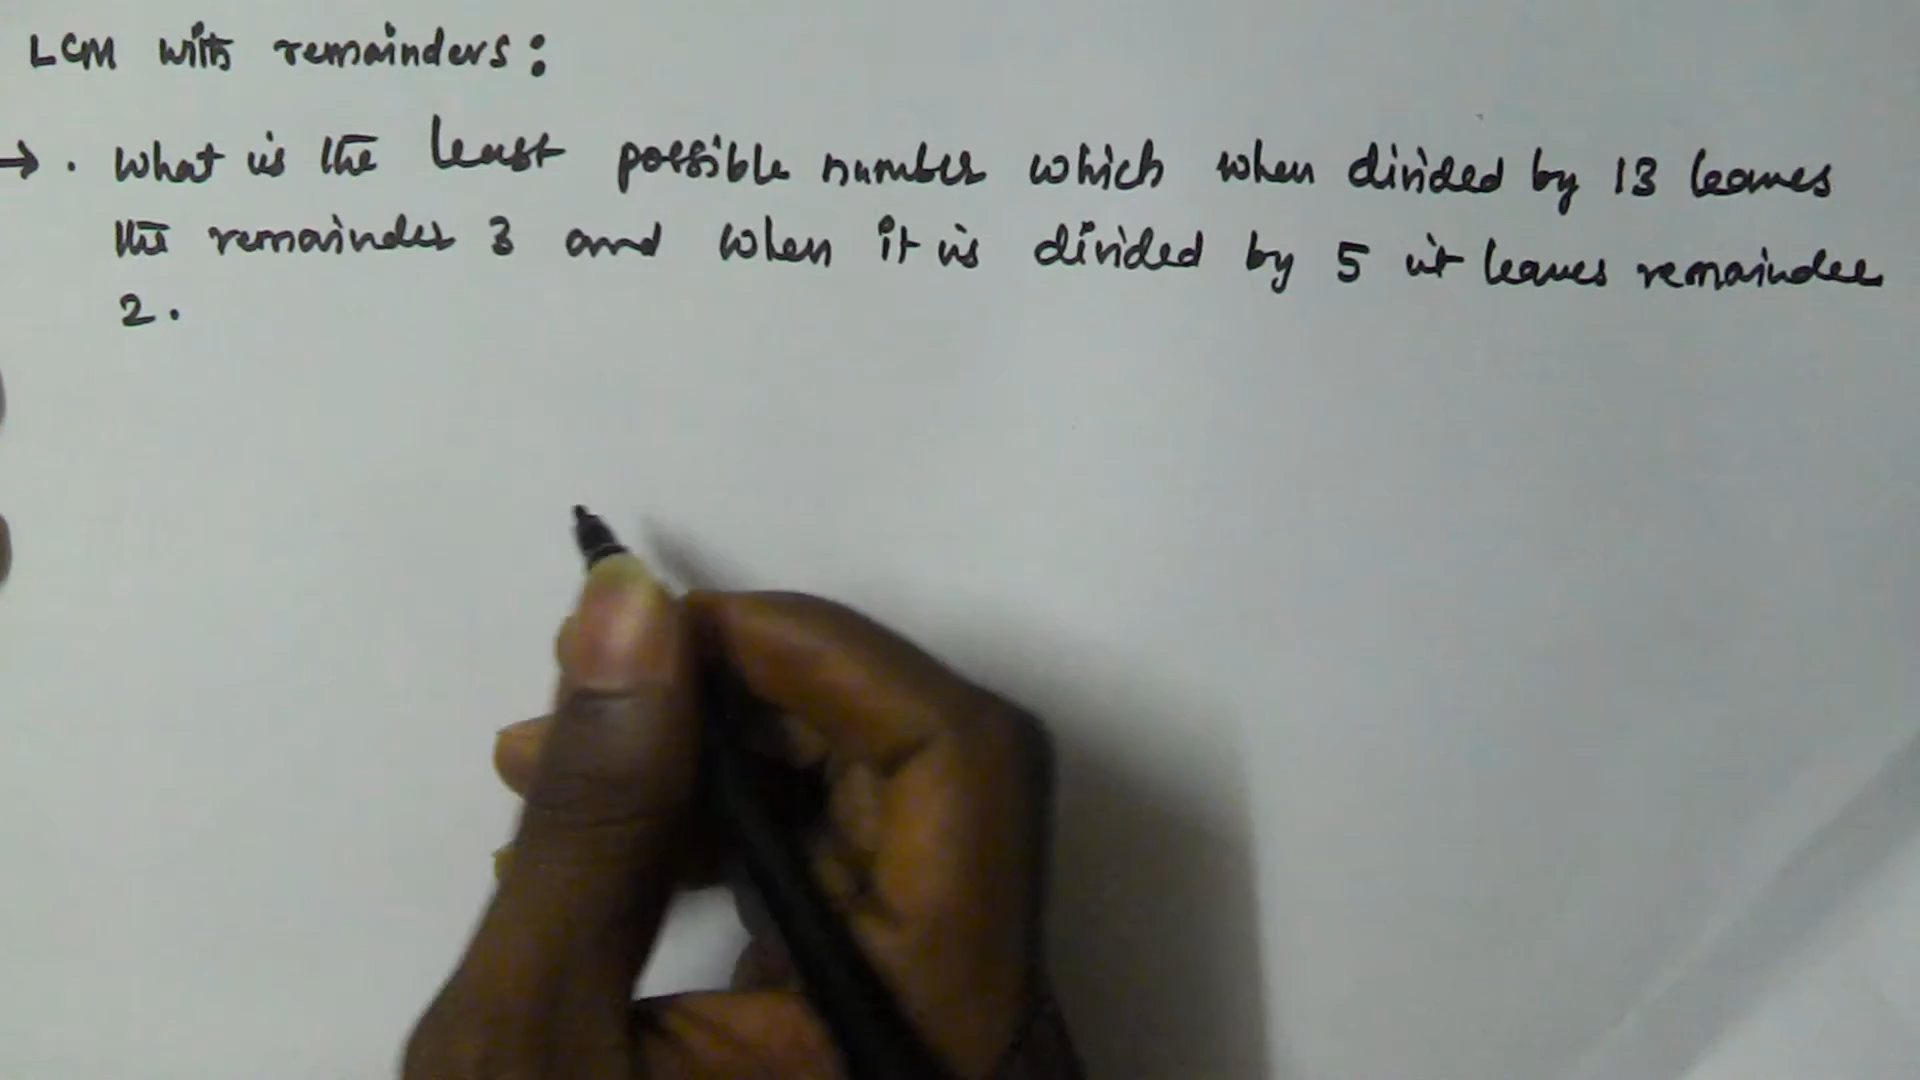 LCM with remainders:
→ . What is the least possible number which when divided by 13 leaves
the remainder 3 and when it is divided by 5 it leaves remainder
2.